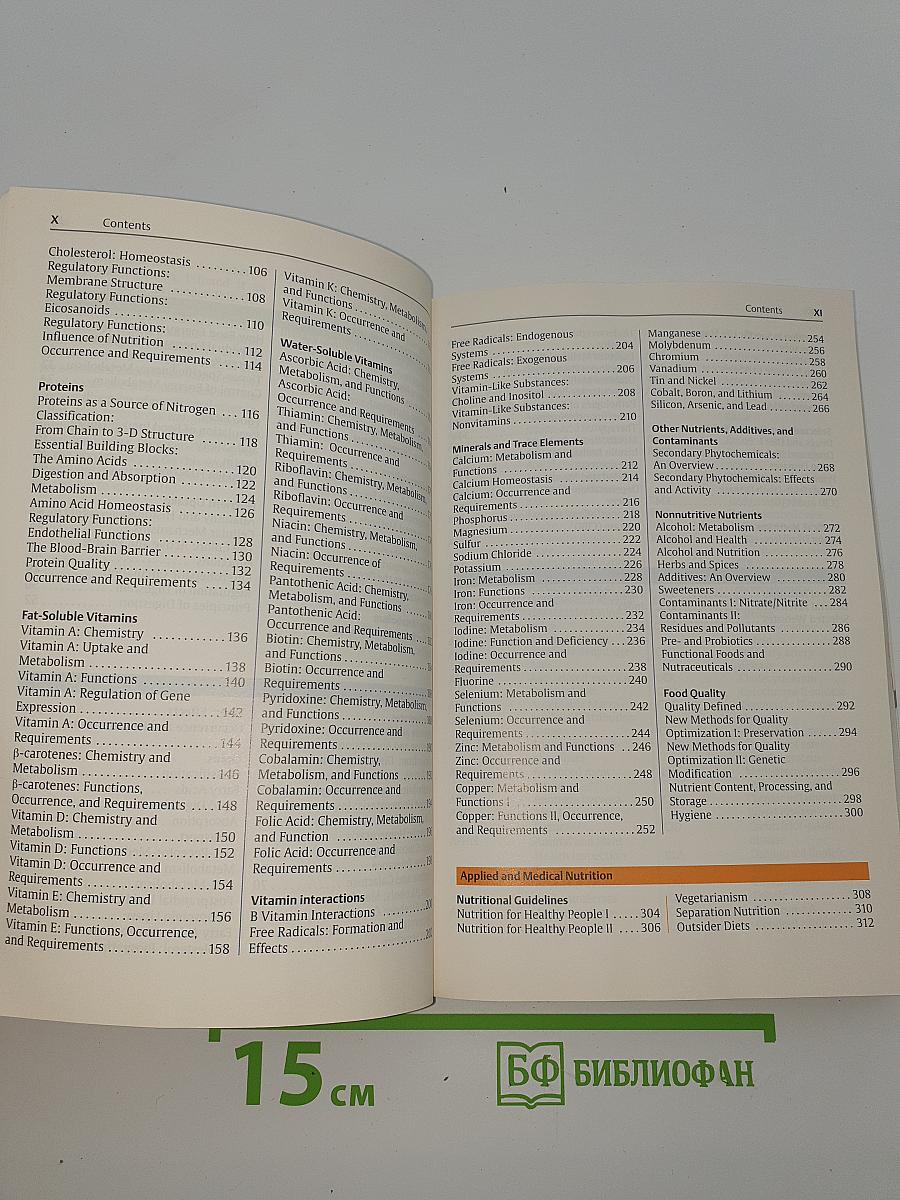 X Contents
Cholesterol: Homeostasis ......... 106
Regulatory Functions:
Membrane Structure ............ 108
Regulatory Functions:
Eicosanoids ..................... 110
Regulatory Functions:
Influence of Nutrition ............ 112
Occurrence and Requirements .... 114
Proteins
Proteins as a Source of Nitrogen ... 116
Classification:
From Chain to 3-D Structure ...... 118
Essential Building Blocks:
The Amino Acids ............... 120
Digestion and Absorption ......... 122
Metabolism .................... 124
Amino Acid Homeostasis ......... 126
Regulatory Functions:
Endothelial Functions ............ 128
The Blood-Brain Barrier .......... 130
Protein Quality .................. 132
Occurrence and Requirements .... 134
Fat-Soluble Vitamins
Vitamin A: Chemistry ............ 136
Vitamin A: Uptake and
Metabolism .................... 138
Vitamin A: Functions ............. 140
Vitamin A: Regulation of Gene
Expression ..................... 142
Vitamin A: Occurrence and
Requirements ................... 144
β-carotenes: Chemistry and
Metabolism .................... 146
β-carotenes: Functions,
Occurrence, and Requirements .... 148
Vitamin D: Chemistry and
Metabolism .................... 150
Vitamin D: Functions ............. 152
Vitamin D: Occurrence and
Requirements ................... 154
Vitamin E: Chemistry and
Metabolism .................... 156
Vitamin E: Functions, Occurrence,
and Requirements ............... 158
Vitamin K: Chemistry, Metabolism,
and Functions ...........
Vitamin K: Occurrence and
Requirements ...........
Water-Soluble Vitamins
Ascorbic Acid: Chemistry,
Metabolism, and Functions ....
Ascorbic Acid:
Occurrence and Requirements ....
Thiamin: Chemistry, Metabolism,
and Functions ...........
Thiamin: Occurrence and
Requirements ...........
Riboflavin: Chemistry, Metabolism,
and Functions ...........
Riboflavin: Occurrence and
Requirements ...........
Niacin: Chemistry, Metabolism,
and Functions ...........
Niacin: Occurrence of
Requirements ...........
Pantothenic Acid: Chemistry,
Metabolism, and Functions ....
Pantothenic Acid:
Occurrence and Requirements ....
Biotin: Chemistry, Metabolism,
and Functions ...........
Biotin: Occurrence and
Requirements ...........
Pyridoxine: Chemistry, Metabolism,
and Functions ...........
Pyridoxine: Occurrence and
Requirements ...........
Cobalamin: Chemistry,
Metabolism, and Functions ....
Cobalamin: Occurrence and
Requirements ...........
Folic Acid: Chemistry, Metabolism,
and Function ...........
Folic Acid: Occurrence and
Requirements ...........
Vitamin interactions
B Vitamin Interactions ........
Free Radicals: Formation and
Effects ...........
Contents XI
Free Radicals: Endogenous
Systems ..................... 204
Free Radicals: Exogenous
Systems ..................... 206
Vitamin-Like Substances:
Choline and Inositol ............ 208
Vitamin-Like Substances:
Nonvitamins .................. 210
Minerals and Trace Elements
Calcium: Metabolism and
Functions .................... 212
Calcium Homeostasis ........... 214
Calcium: Occurrence and
Requirements ................. 216
Phosphorus ................... 218
Magnesium ................... 220
Sulfur ....................... 222
Sodium Chloride ............... 224
Potassium .................... 226
Iron: Metabolism .............. 228
Iron: Functions ................ 230
Iron: Occurrence and
Requirements ................. 232
Iodine: Metabolism ............ 234
Iodine: Function and Deficiency ... 236
Iodine: Occurrence and
Requirements ................. 238
Fluorine ..................... 240
Selenium: Metabolism and
Functions .................... 242
Selenium: Occurrence and
Requirements ................. 244
Zinc: Metabolism and Functions .. 246
Zinc: Occurrence and
Requirements ................. 248
Copper: Metabolism and
Functions I ................... 250
Copper: Functions II, Occurrence,
and Requirements .............. 252
Manganese ................... 254
Molybdenum .................. 256
Chromium .................... 258
Vanadium .................... 260
Tin and Nickel ................. 262
Cobalt, Boron, and Lithium ...... 264
Silicon, Arsenic, and Lead ....... 266
Other Nutrients, Additives, and
Contaminants
Secondary Phytochemicals:
An Overview .................. 268
Secondary Phytochemicals: Effects
and Activity ................... 270
Nonnutritive Nutrients
Alcohol: Metabolism ............ 272
Alcohol and Health ............. 274
Alcohol and Nutrition ........... 276
Herbs and Spices ............... 278
Additives: An Overview ......... 280
Sweeteners ................... 282
Contaminants I: Nitrate/Nitrite ... 284
Contaminants II:
Residues and Pollutants ......... 286
Pre- and Probiotics ............. 288
Functional Foods and
Nutraceuticals ................. 290
Food Quality
Quality Defined ................ 292
New Methods for Quality
Optimization I: Preservation ...... 294
New Methods for Quality
Optimization II: Genetic
Modification .................. 296
Nutrient Content, Processing, and
Storage ...................... 298
Hygiene ...................... 300
Applied and Medical Nutrition
Nutritional Guidelines
Nutrition for Healthy People I ..... 304
Nutrition for Healthy People II .... 306
Vegetarianism ................. 308
Separation Nutrition ............ 310
Outsider Diets ................. 312
15 см
БФ БИБЛИОФАН